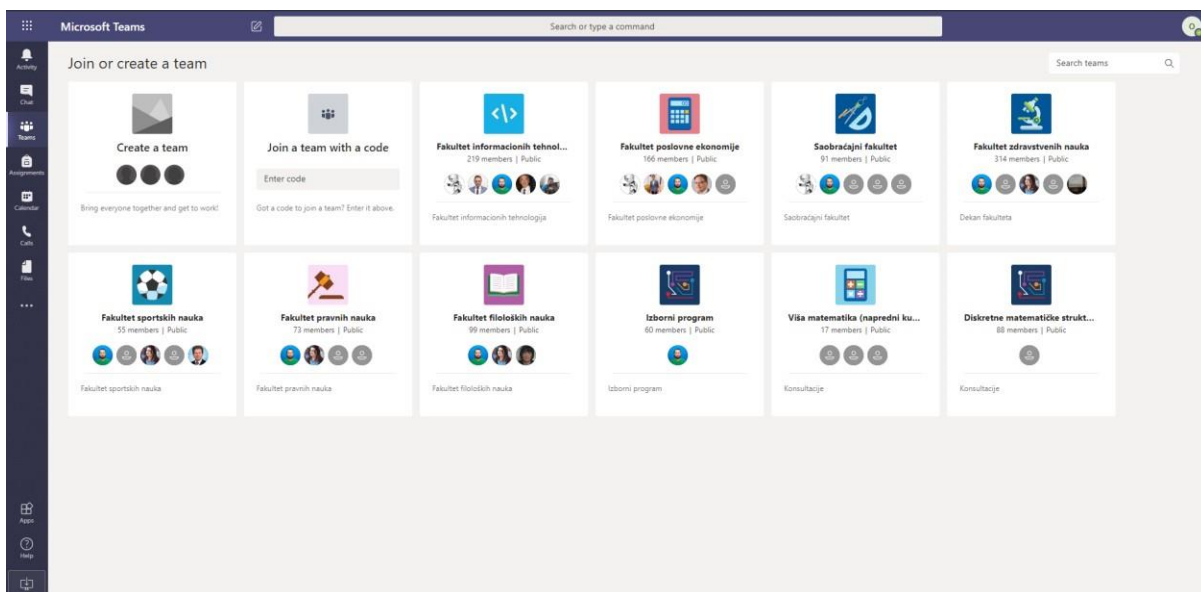 Microsoft Teams
Search or type a command
Activity
Chat
Teams
Assignments
Calendar
Calls
Files
Apps
Help
Join or create a team
Search teams
Create a team
Bring everyone together and get to work!
Join a team with a code
Enter code
Got a code to join a team? Enter it above.
Fakultet informacionih tehnol...
219 members | Public
Fakultet informacionih tehnologija
Fakultet poslovne ekonomije
166 members | Public
Fakultet poslovne ekonomije
Saobraćajni fakultet
91 members | Public
Saobraćajni fakultet
Fakultet zdravstvenih nauka
314 members | Public
Dekan fakulteta
Fakultet sportskih nauka
55 members | Public
Fakultet sportskih nauka
Fakultet pravnih nauka
73 members | Public
Fakultet pravnih nauka
Fakultet filoloških nauka
99 members | Public
Fakultet filoloških nauka
Izborni program
60 members | Public
Izborni program
Viša matematika (napredni ku...
17 members | Public
Konsultacije
Diskretne matematičke strukt...
88 members | Public
Konsultacije